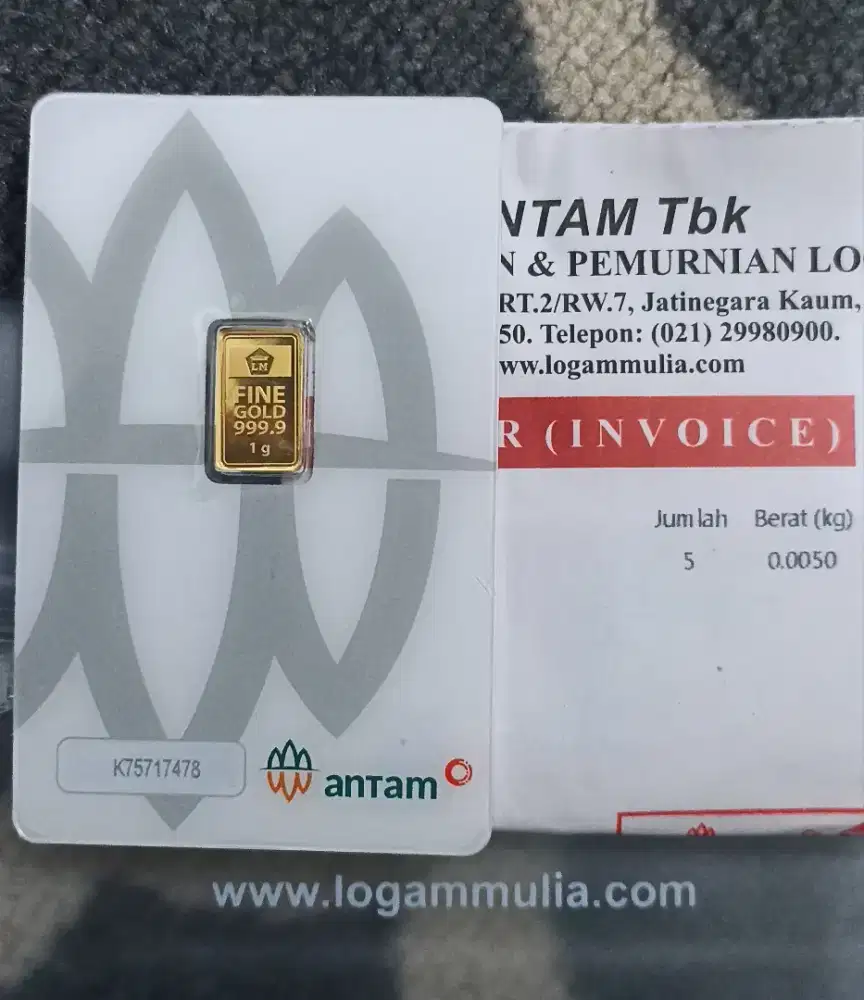 LM
FINE
GOLD
999.9
1 g
K75717478
antam
NTAM Tbk
N & PEMURNIAN LO
RT.2/RW.7, Jatinegara Kaum,
50. Telepon: (021) 29980900.
ww.logammulia.com
R (INVOICE)
Jumlah Berat (kg)
5 0.0050
www.logammulia.com